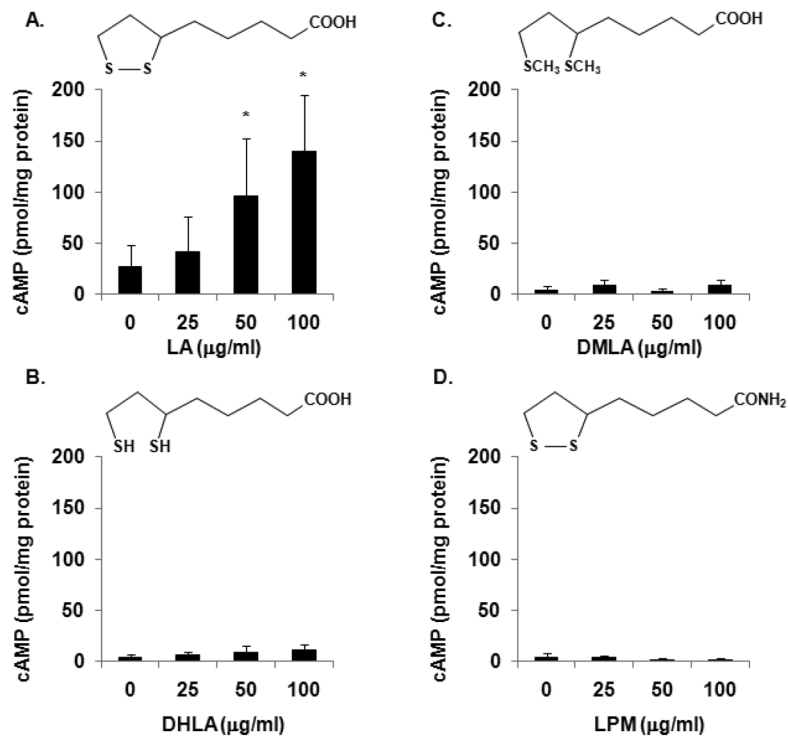 A.
COOH
S S
cAMP (pmol/mg protein)
200
150
100
50
0
* *
0 25 50 100
LA (μg/ml)
B.
COOH
SH SH
cAMP (pmol/mg protein)
200
150
100
50
0
0 25 50 100
DHLA (μg/ml)
C.
COOH
SCH3 SCH3
cAMP (pmol/mg protein)
200
150
100
50
0
0 25 50 100
DMLA (μg/ml)
D.
CONH2
S S
cAMP (pmol/mg protein)
200
150
100
50
0
0 25 50 100
LPM (μg/ml)